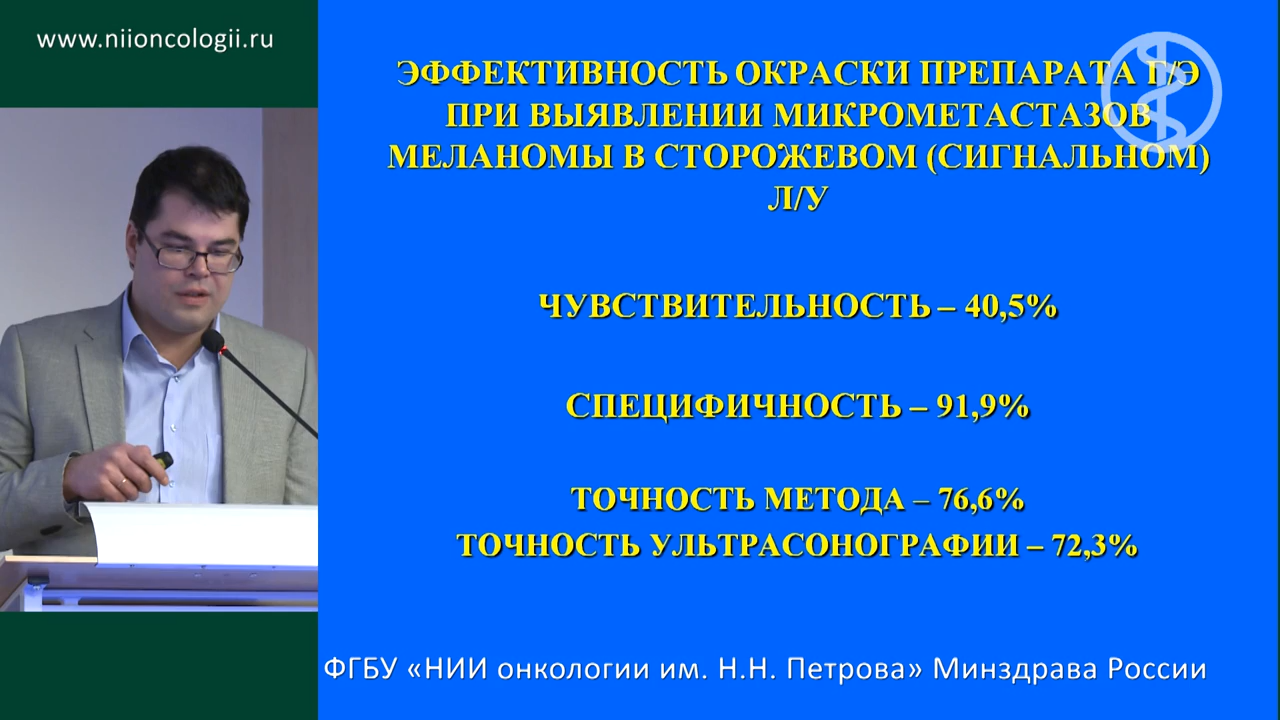 www.niioncologii.ru
ЭФФЕКТИВНОСТЬ ОКРАСКИ ПРЕПАРАТА Г/Э
ПРИ ВЫЯВЛЕНИИ МИКРОМЕТАСТАЗОВ
МЕЛАНОМЫ В СТОРОЖЕВОМ (СИГНАЛЬНОМ)
Л/У
ЧУВСТВИТЕЛЬНОСТЬ – 40,5%
СПЕЦИФИЧНОСТЬ – 91,9%
ТОЧНОСТЬ МЕТОДА – 76,6%
ТОЧНОСТЬ УЛЬТРАСОНОГРАФИИ – 72,3%
ФГБУ «НИИ онкологии им. Н.Н. Петрова» Минздрава России